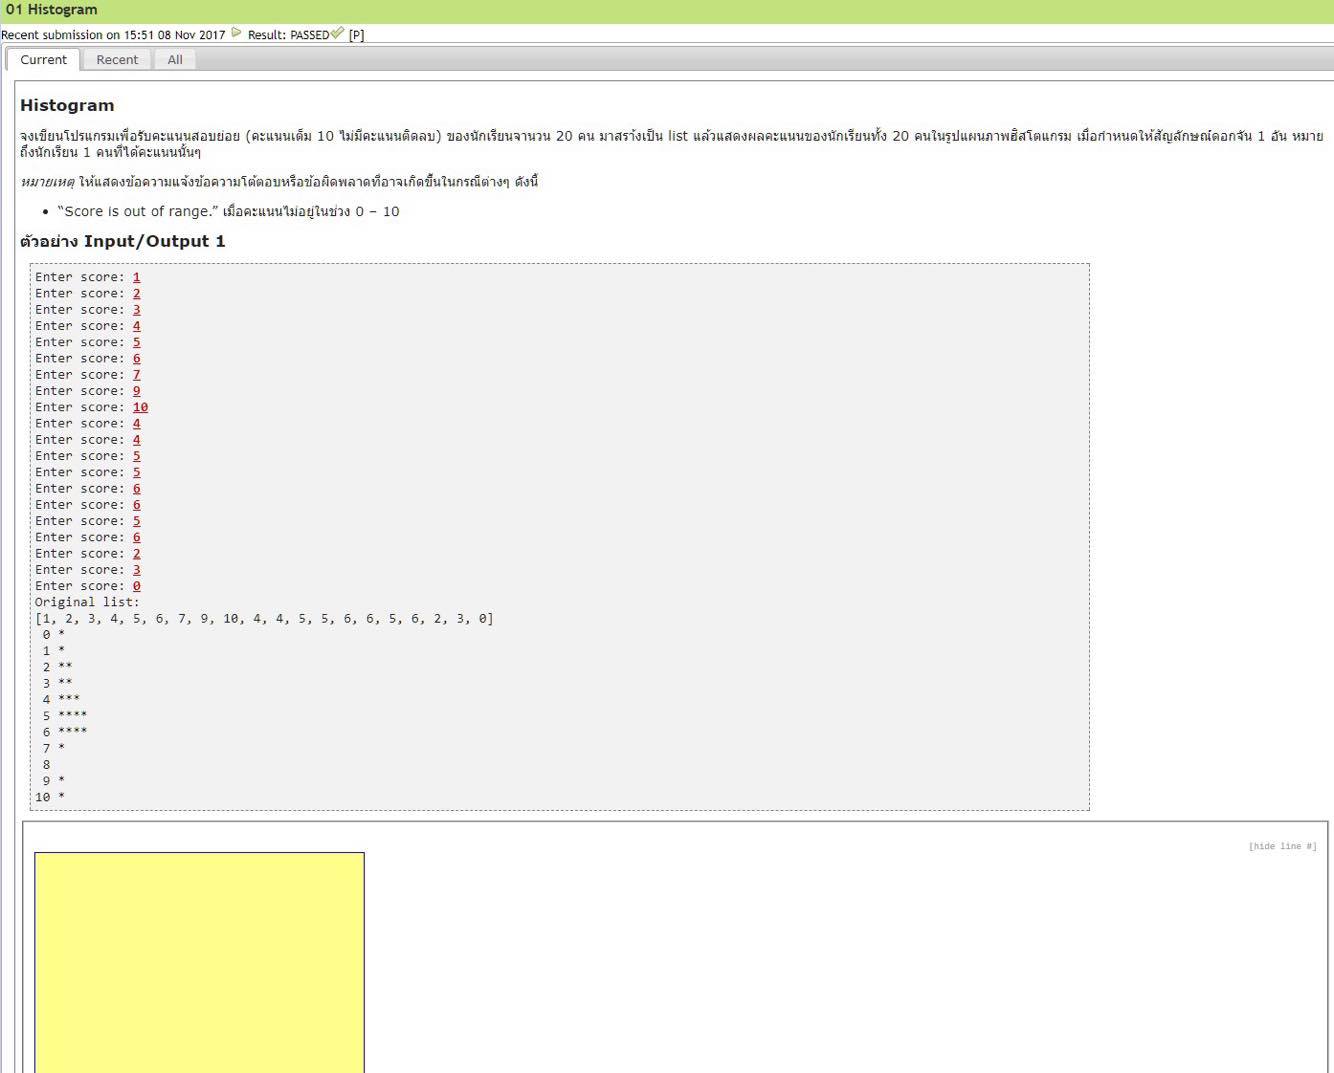 01 Histogram
Recent submission on 15:51 08 Nov 2017 Result: PASSED [P]
Current Recent All
Histogram
จงเขียนโปรแกรมเพื่อรับคะแนนสอบย่อย (คะแนนเต็ม 10 ไม่มีคะแนนติดลบ) ของนักเรียนจำนวน 20 คน มาสร้างเป็น list แล้วแสดงผลคะแนนของนักเรียนทั้ง 20 คนในรูปแผนภาพฮิสโตแกรม เมื่อกำหนดให้สัญลักษณ์ดอกจัน 1 อัน หมาย
ถึงนักเรียน 1 คนที่ได้คะแนนนั้นๆ
หมายเหตุ ให้แสดงข้อความแจ้งข้อความโต้ตอบหรือข้อผิดพลาดที่อาจเกิดขึ้นในกรณีต่างๆ ดังนี้
• “Score is out of range.” เมื่อคะแนนไม่อยู่ในช่วง 0 – 10
ตัวอย่าง Input/Output 1
Enter score: 1
Enter score: 2
Enter score: 3
Enter score: 4
Enter score: 5
Enter score: 6
Enter score: 7
Enter score: 9
Enter score: 10
Enter score: 4
Enter score: 4
Enter score: 5
Enter score: 5
Enter score: 6
Enter score: 6
Enter score: 5
Enter score: 6
Enter score: 2
Enter score: 3
Enter score: 0
Original list:
[1, 2, 3, 4, 5, 6, 7, 9, 10, 4, 4, 5, 5, 6, 6, 5, 6, 2, 3, 0]
0 *
1 *
2 **
3 **
4 ***
5 ****
6 ****
7 *
8
9 *
10 *
[hide line #]